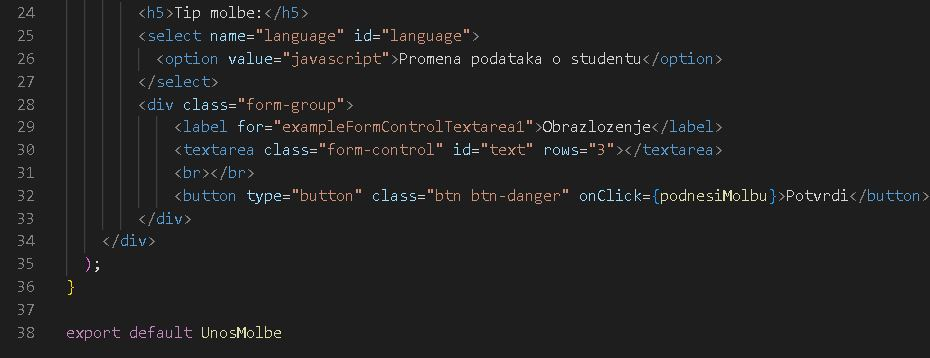 24 <h5>Tip molbe:</h5>
25 <select name="language" id="language">
26 <option value="javascript">Promena podataka o studentu</option>
27 </select>
28 <div class="form-group">
29 <label for="exampleFormControlTextarea1">Obrazlozenje</label>
30 <textarea class="form-control" id="text" rows="3"></textarea>
31 <br></br>
32 <button type="button" class="btn btn-danger" onClick={podnesiMolbu}>Potvrdi</button>
33 </div>
34 </div>
35 );
36 }
37
38 export default UnosMolbe